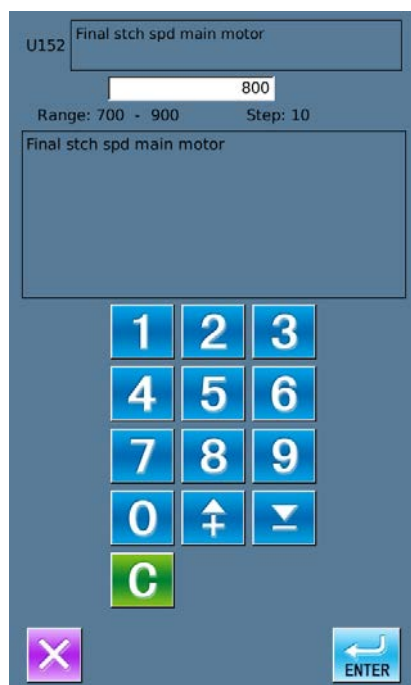 U152 Final stch spd main motor
800
Range: 700 - 900 Step: 10
Final stch spd main motor
1 2 3
4 5 6
7 8 9
0
C
ENTER